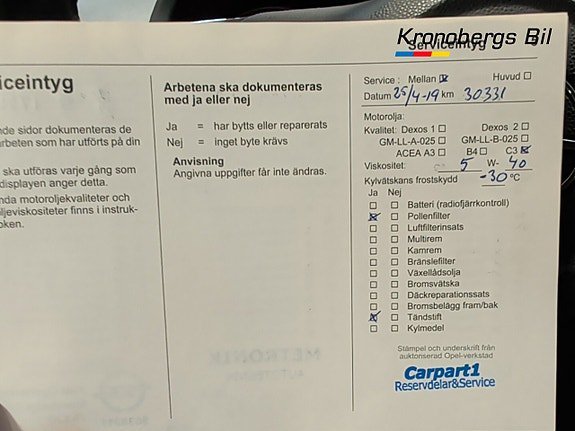 Kronobergs Bil
Serviceintyg
iceintyg
nde sidor dokumenteras de
arbeten som har utförts på din
ska utföras varje gång som
displayen anger detta.
nda motoroljekvaliteter och
ljeviskositeter finns i instruk-
oken.
Arbetena ska dokumenteras
med ja eller nej
Ja = har bytts eller reparerats
Nej = inget byte krävs
Anvisning
Angivna uppgifter får inte ändras.
Service : Mellan ☒ Huvud ☐
Datum 25/4-19 km 30331
Motorolja:
Kvalitet: Dexos 1 ☐ Dexos 2 ☐
GM-LL-A-025 ☐ GM-LL-B-025 ☐
ACEA A3 ☐ B4 ☐ C3 ☒
Viskositet: 5 W- 40
Kylvätskans frostskydd -30 °C
Ja Nej
☐ ☐ Batteri (radiofjärrkontroll)
☒ ☐ Pollenfilter
☐ ☐ Luftfilterinsats
☐ ☐ Multirem
☐ ☐ Kamrem
☐ ☐ Bränslefilter
☐ ☐ Växellådsolja
☐ ☐ Bromsvätska
☐ ☐ Däckreparationssats
☐ ☐ Bromsbelägg fram/bak
☒ ☐ Tändstift
☐ ☐ Kylmedel
Stämpel och underskrift från
auktoriserad Opel-verkstad
Carpart1
Reservdelar&Service